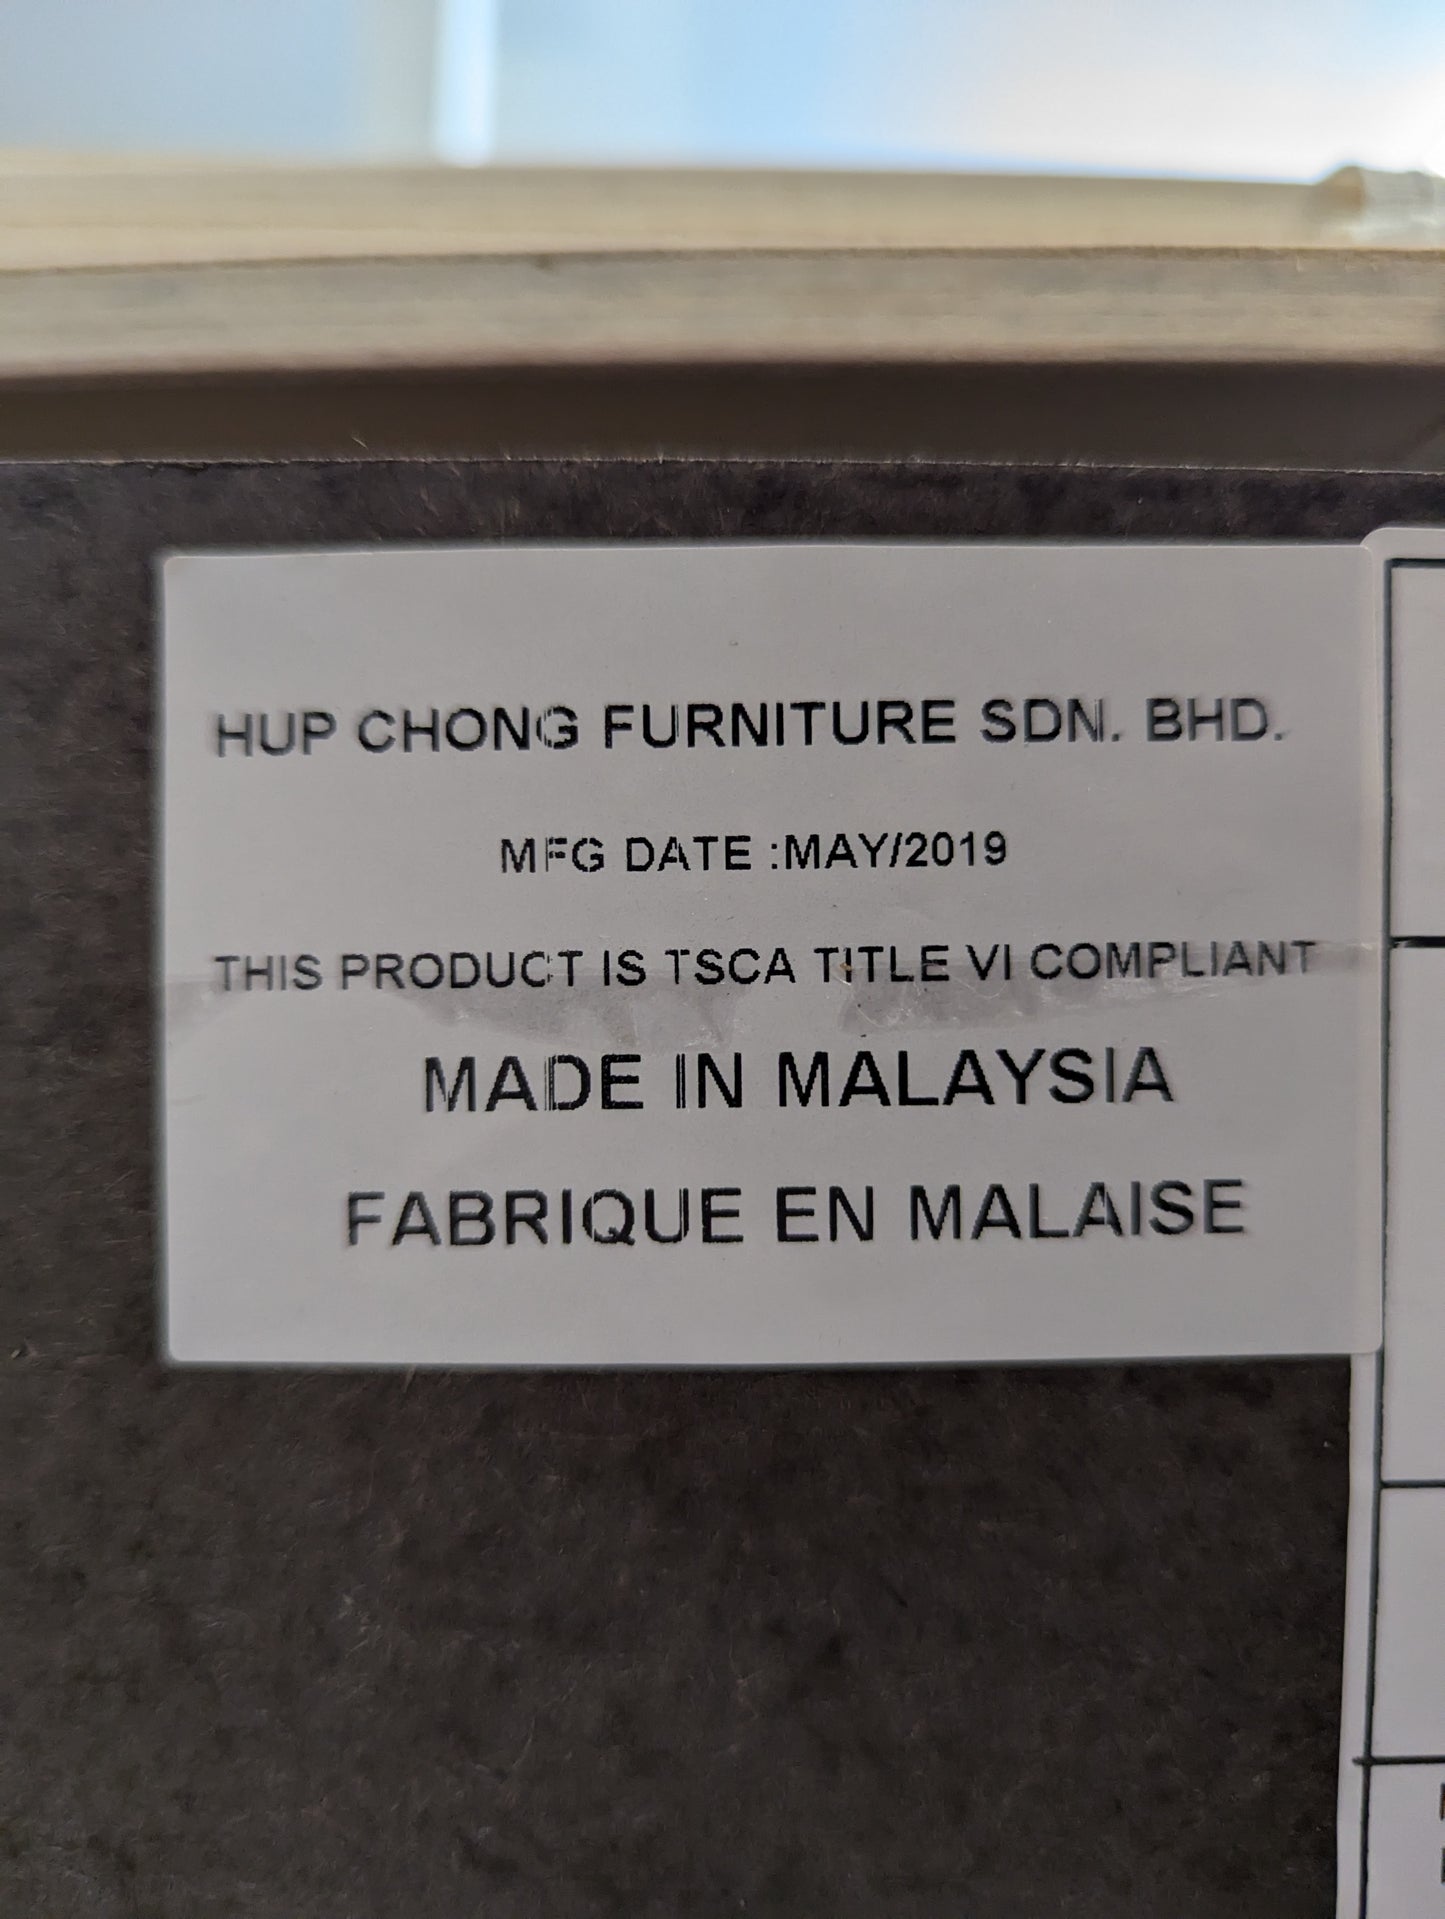 HUP CHONG FURNITURE SDN. BHD.
MFG DATE :MAY/2019
THIS PRODUCT IS TSCA TITLE VI COMPLIANT
MADE IN MALAYSIA
FABRIQUE EN MALAISE